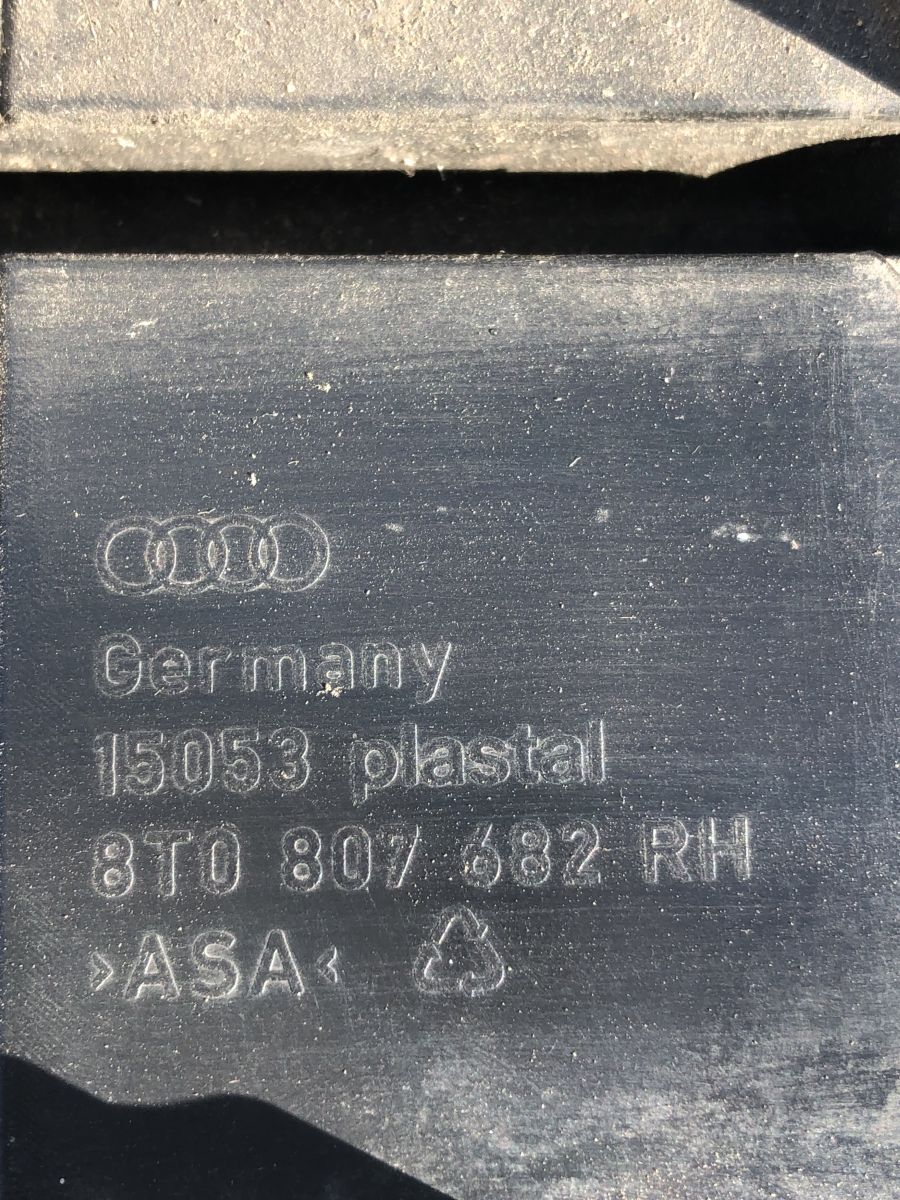 Germany
15053 plastal
8T0 807 682 RH
>ASA<